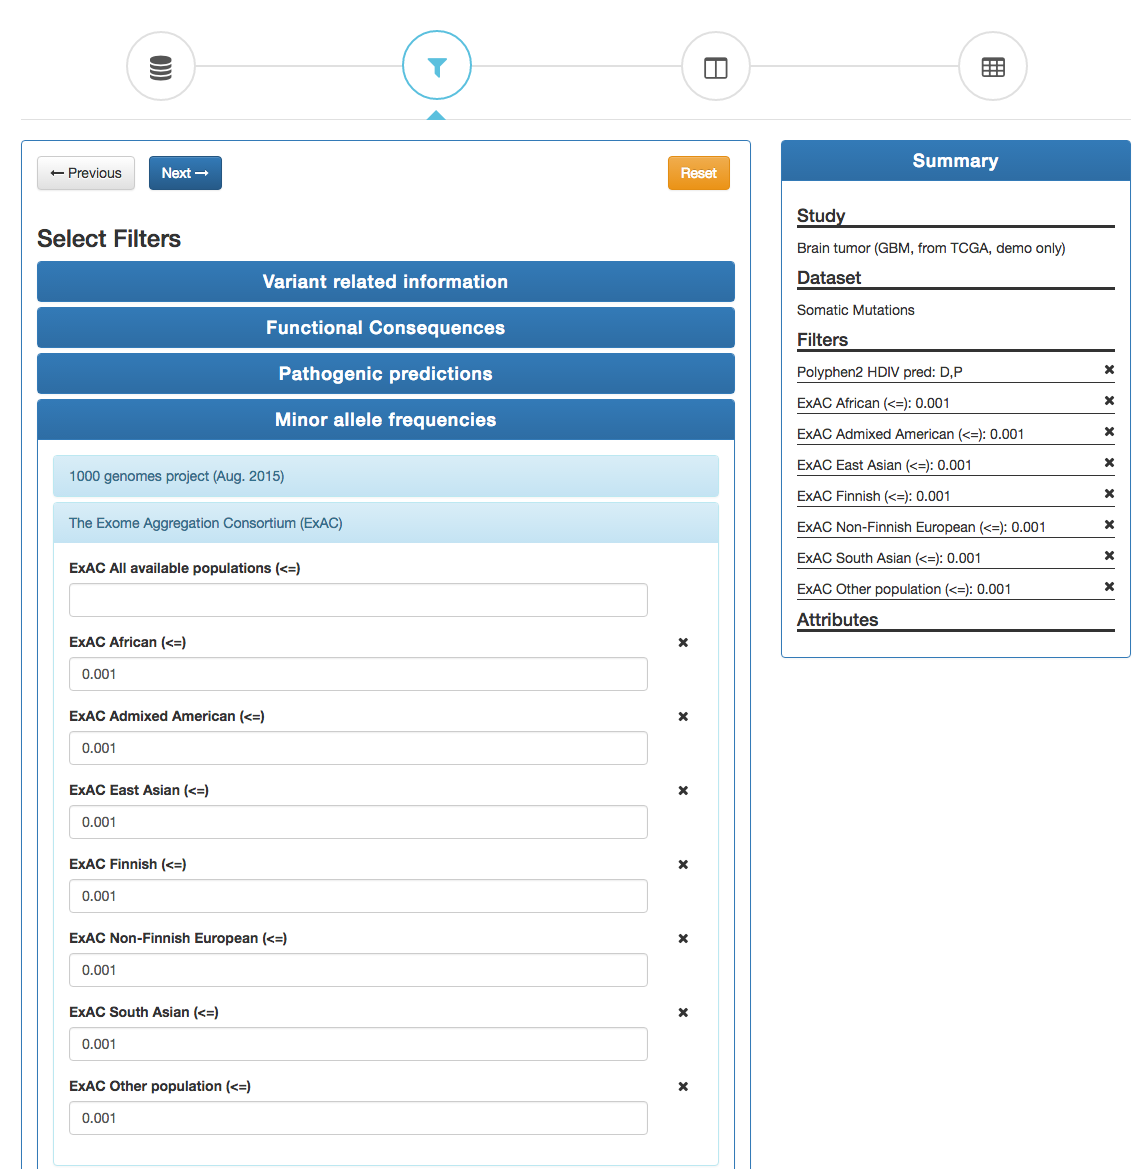 ← Previous
Next →
Reset
Select Filters
Variant related information
Functional Consequences
Pathogenic predictions
Minor allele frequencies
1000 genomes project (Aug. 2015)
The Exome Aggregation Consortium (ExAC)
ExAC All available populations (<=)
ExAC African (<=)
0.001
ExAC Admixed American (<=)
0.001
ExAC East Asian (<=)
0.001
ExAC Finnish (<=)
0.001
ExAC Non-Finnish European (<=)
0.001
ExAC South Asian (<=)
0.001
ExAC Other population (<=)
0.001
Summary
Study
Brain tumor (GBM, from TCGA, demo only)
Dataset
Somatic Mutations
Filters
Polyphen2 HDIV pred: D,P
ExAC African (<=): 0.001
ExAC Admixed American (<=): 0.001
ExAC East Asian (<=): 0.001
ExAC Finnish (<=): 0.001
ExAC Non-Finnish European (<=): 0.001
ExAC South Asian (<=): 0.001
ExAC Other population (<=): 0.001
Attributes